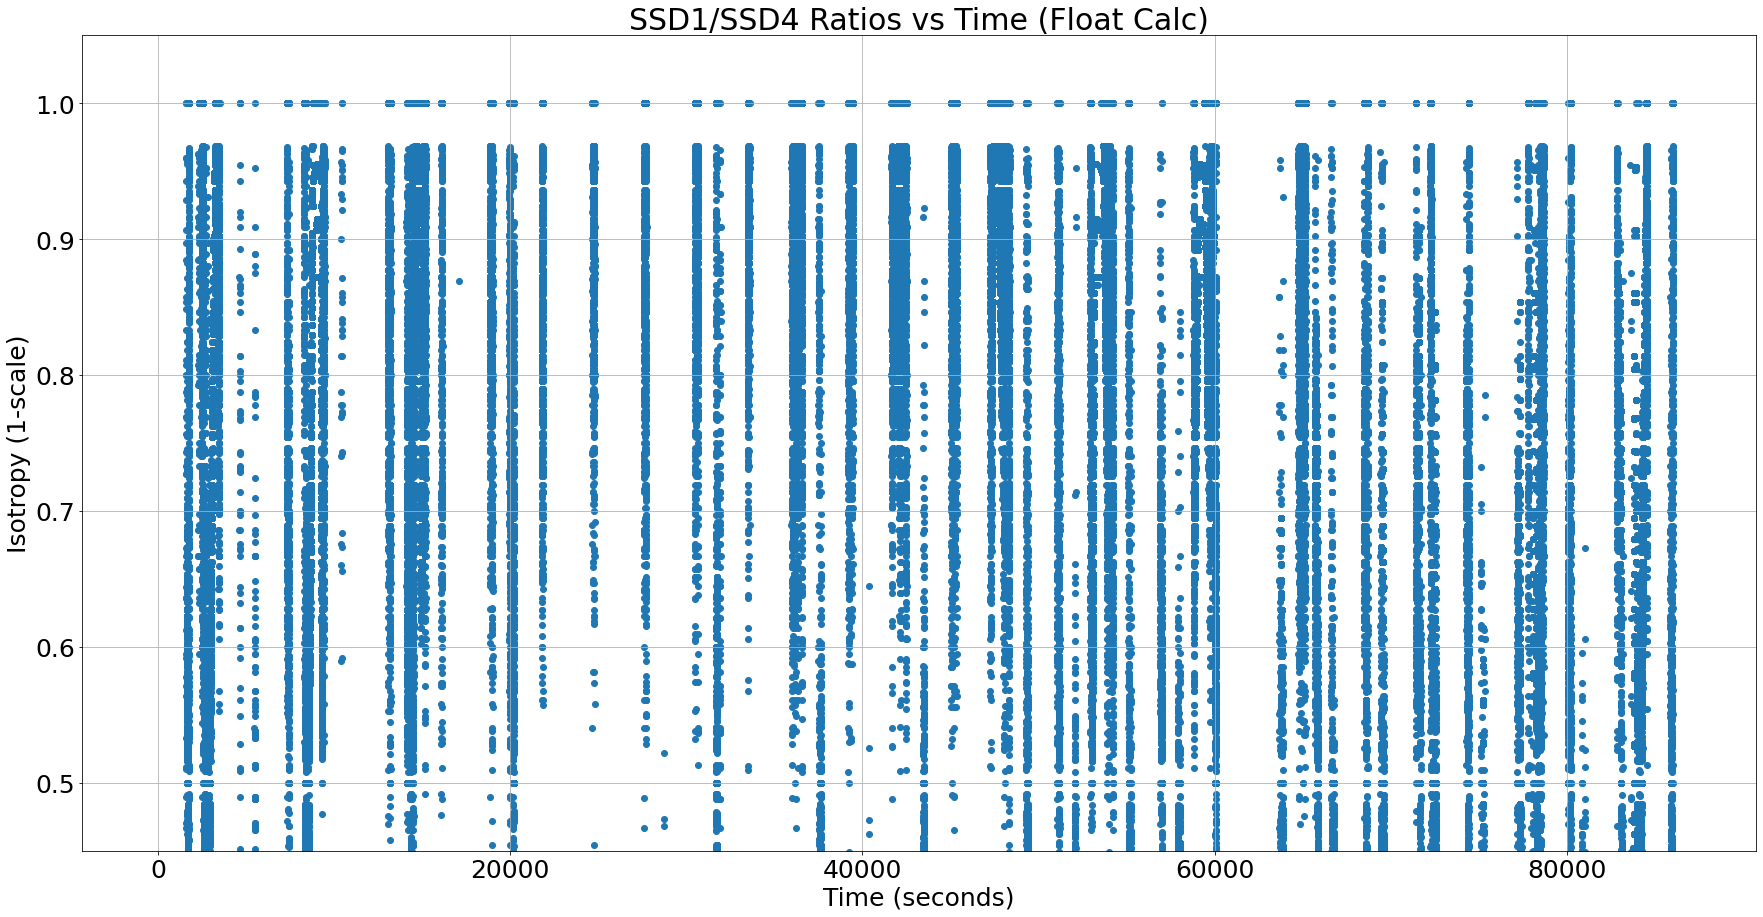 SSD1/SSD4 Ratios vs Time (Float Calc)
Isotropy (1-scale)
1.0
0.9
0.8
0.7
0.6
0.5
0 20000 40000 60000 80000
Time (seconds)